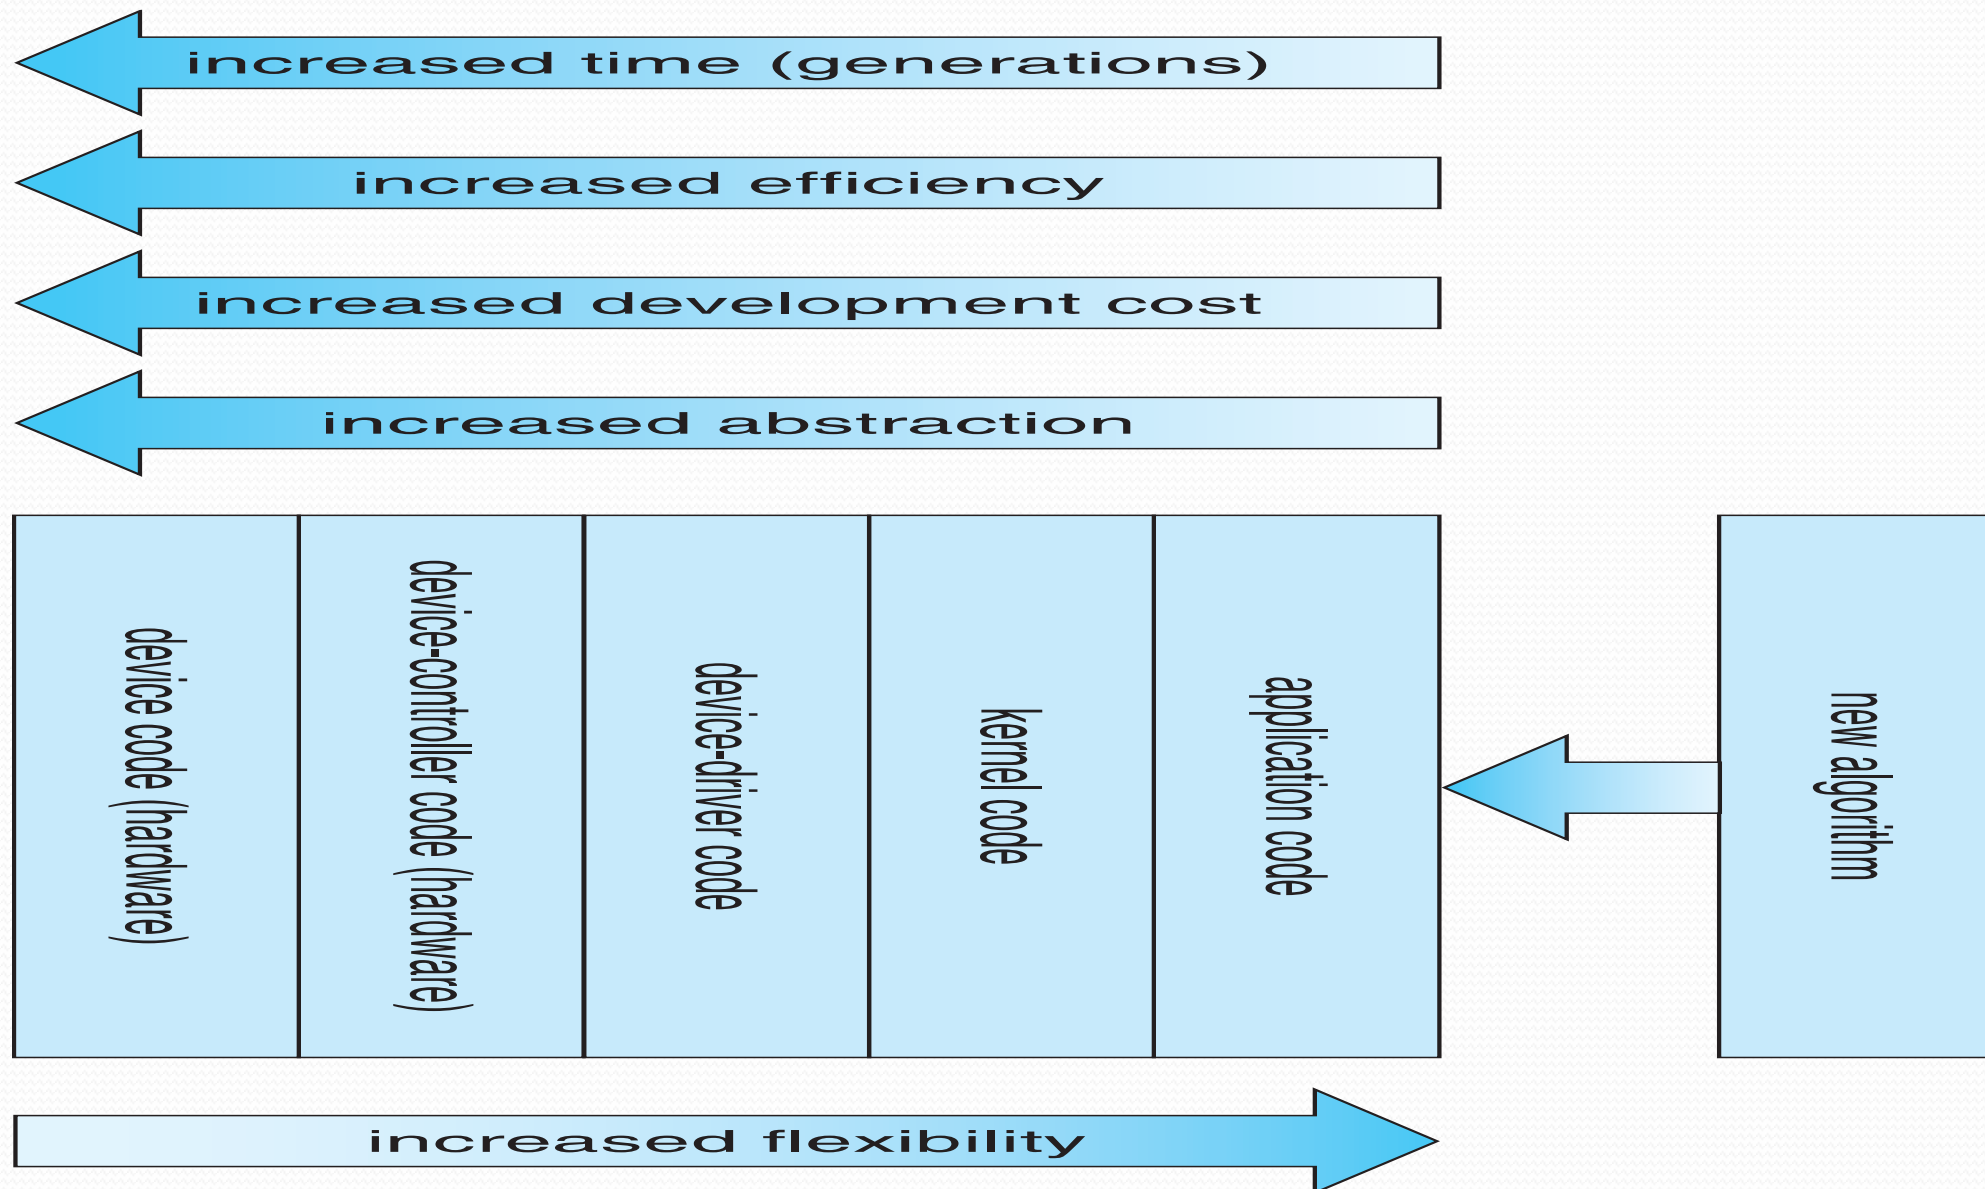 increased time (generations)
increased efficiency
increased development cost
increased abstraction
device code (hardware)
device-controller code (hardware)
device-driver code
kernel code
application code
new algorithm
increased flexibility